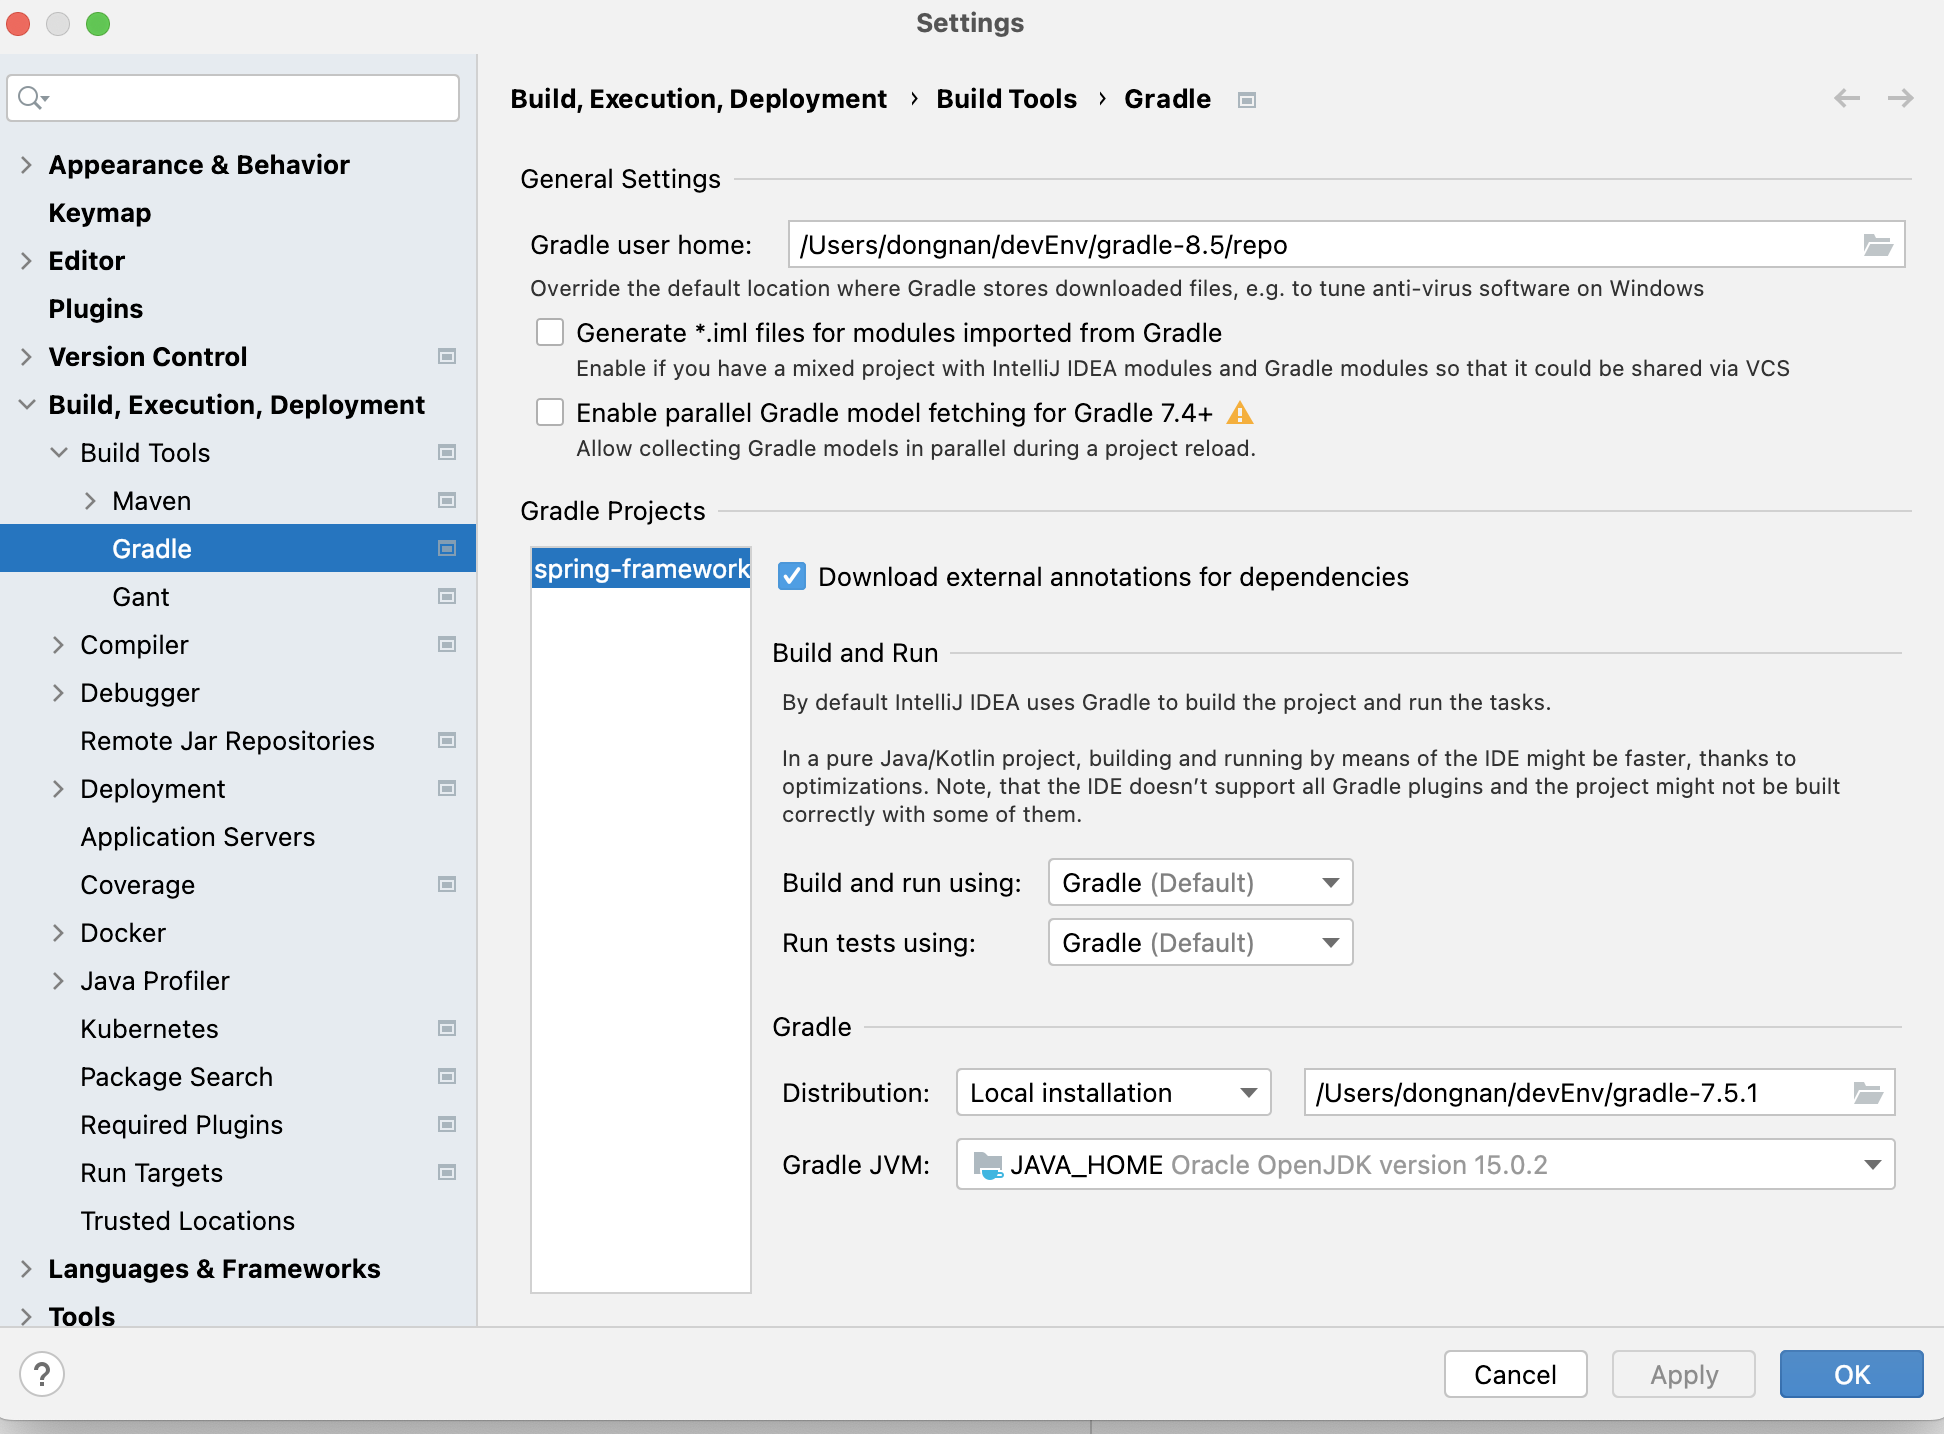 Settings
Appearance & Behavior
Keymap
Editor
Plugins
Version Control
Build, Execution, Deployment
Build Tools
Maven
Gradle
Gant
Compiler
Debugger
Remote Jar Repositories
Deployment
Application Servers
Coverage
Docker
Java Profiler
Kubernetes
Package Search
Required Plugins
Run Targets
Trusted Locations
Languages & Frameworks
Tools
Build, Execution, Deployment › Build Tools › Gradle
General Settings
Gradle user home: /Users/dongnan/devEnv/gradle-8.5/repo
Override the default location where Gradle stores downloaded files, e.g. to tune anti-virus software on Windows
Generate *.iml files for modules imported from Gradle
Enable if you have a mixed project with IntelliJ IDEA modules and Gradle modules so that it could be shared via VCS
Enable parallel Gradle model fetching for Gradle 7.4+
Allow collecting Gradle models in parallel during a project reload.
Gradle Projects
spring-framework
Download external annotations for dependencies
Build and Run
By default IntelliJ IDEA uses Gradle to build the project and run the tasks.
In a pure Java/Kotlin project, building and running by means of the IDE might be faster, thanks to
optimizations. Note, that the IDE doesn't support all Gradle plugins and the project might not be built
correctly with some of them.
Build and run using: Gradle (Default)
Run tests using: Gradle (Default)
Gradle
Distribution: Local installation /Users/dongnan/devEnv/gradle-7.5.1
Gradle JVM: JAVA_HOME Oracle OpenJDK version 15.0.2
?
Cancel
Apply
OK